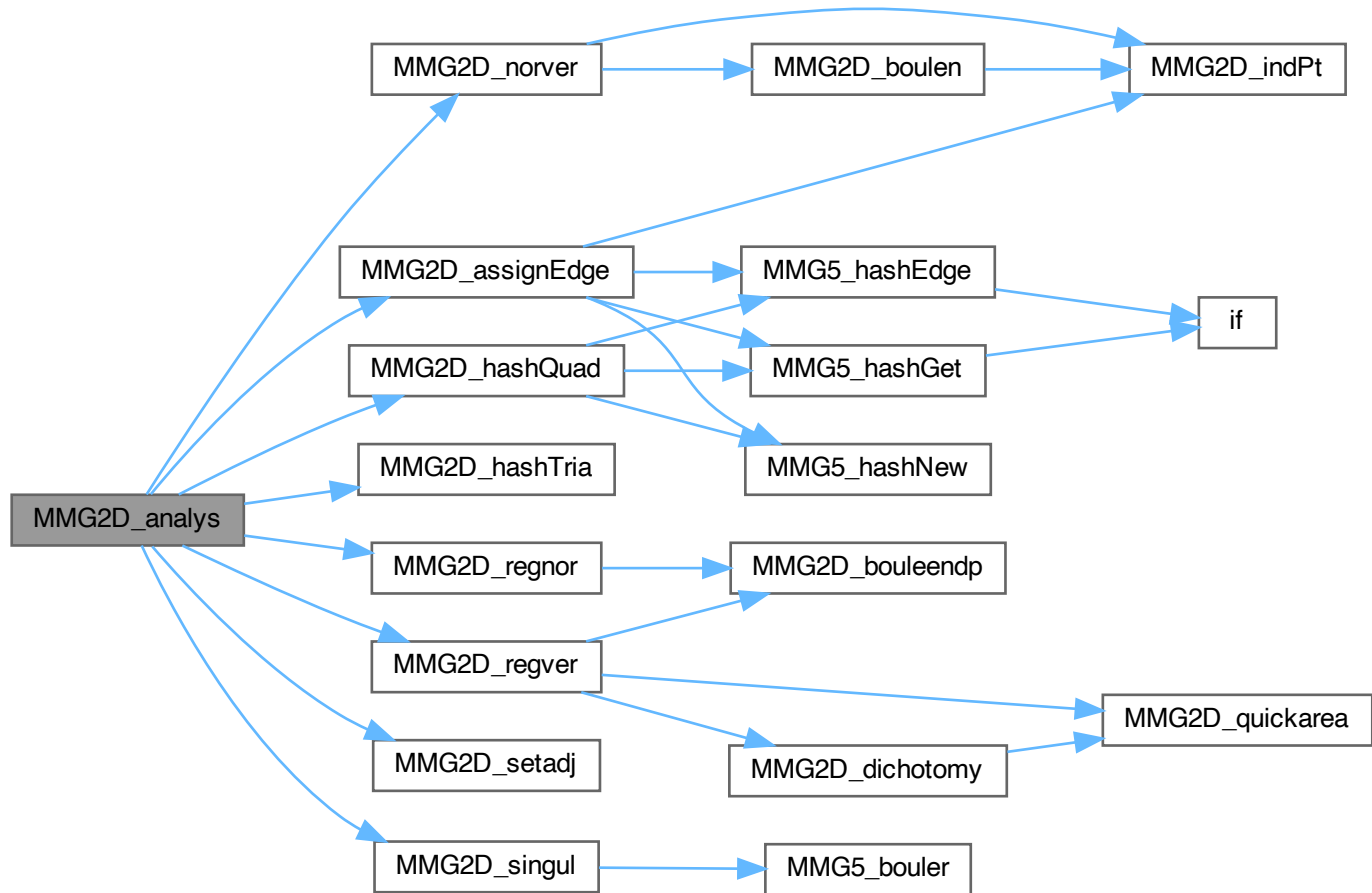 MMG2D_norver
MMG2D_boulen
MMG2D_indPt
MMG2D_assignEdge
MMG5_hashEdge
if
MMG2D_hashQuad
MMG5_hashGet
MMG2D_hashTria
MMG5_hashNew
MMG2D_analys
MMG2D_regnor
MMG2D_bouleendp
MMG2D_regver
MMG2D_quickarea
MMG2D_setadj
MMG2D_dichotomy
MMG2D_singul
MMG5_bouler